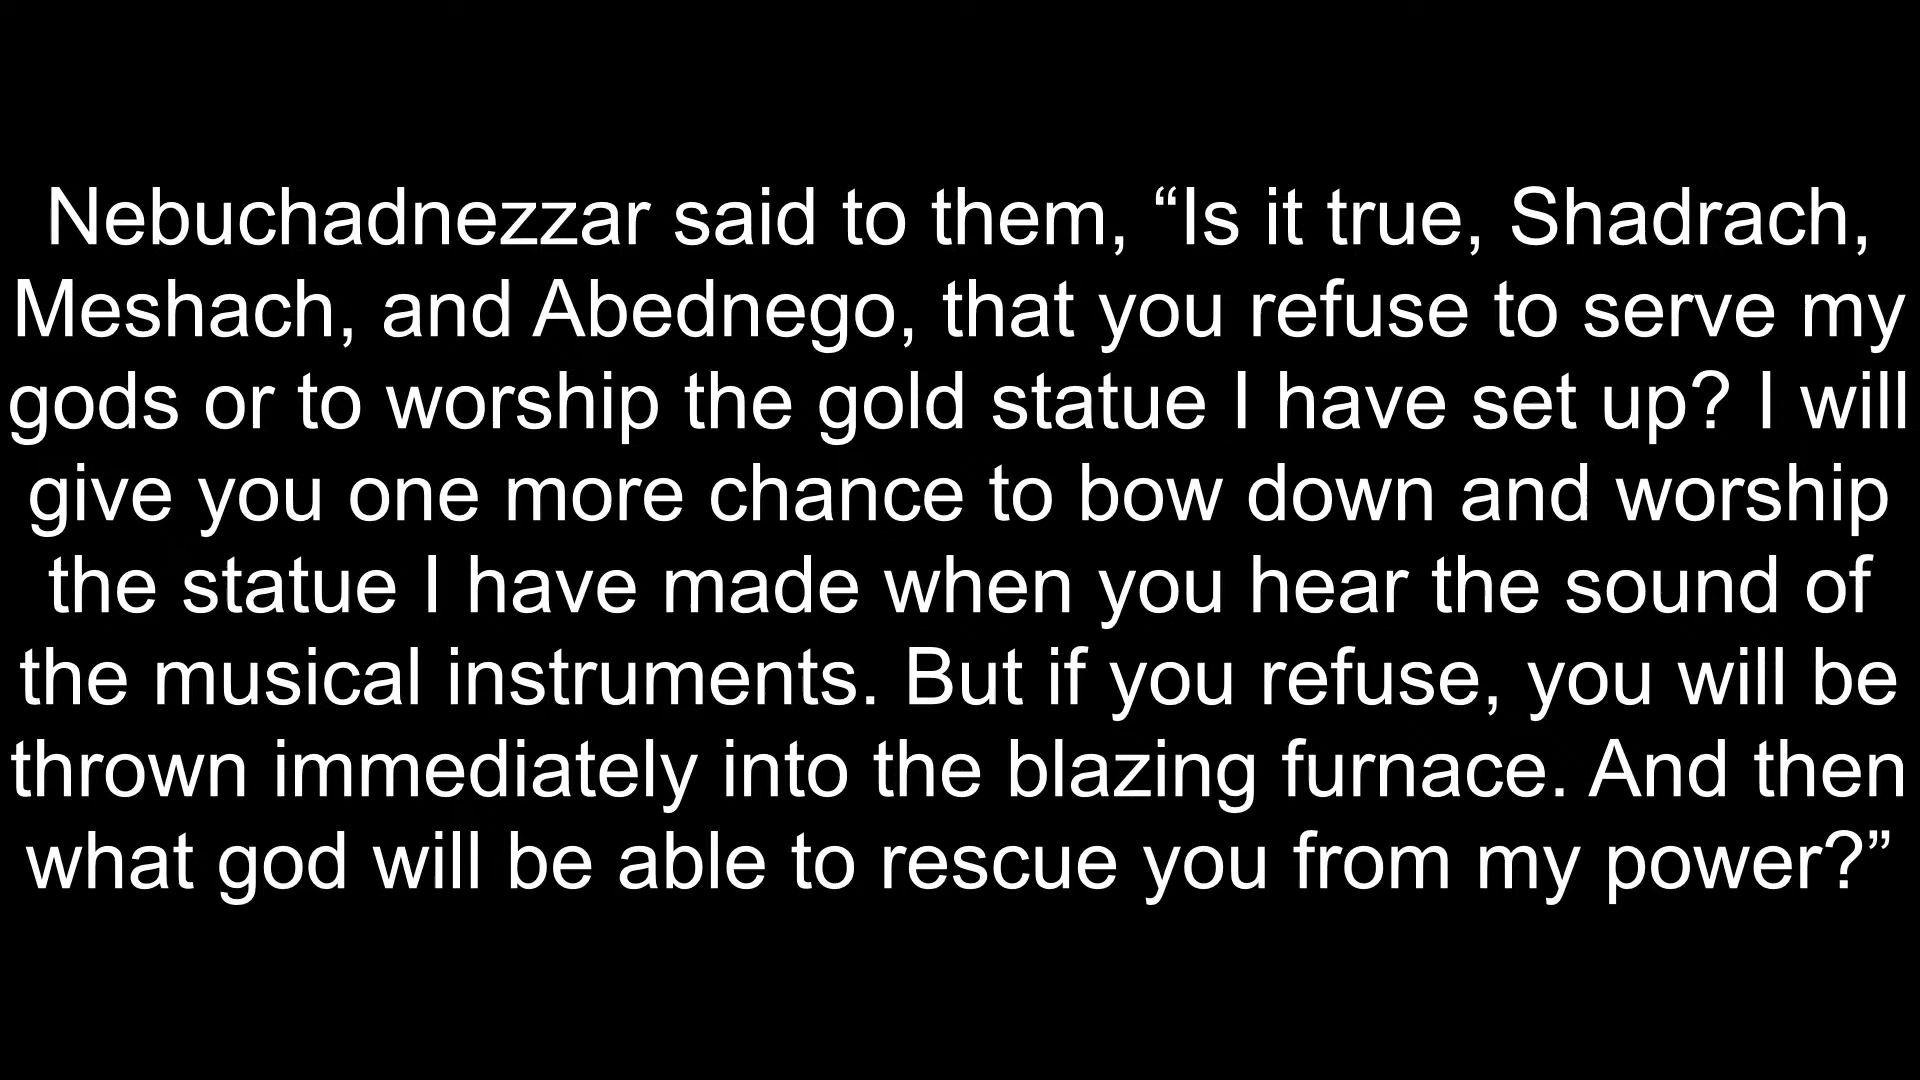 Nebuchadnezzar said to them, “Is it true, Shadrach,
Meshach, and Abednego, that you refuse to serve my
gods or to worship the gold statue I have set up? I will
give you one more chance to bow down and worship
the statue I have made when you hear the sound of
the musical instruments. But if you refuse, you will be
thrown immediately into the blazing furnace. And then
what god will be able to rescue you from my power?”